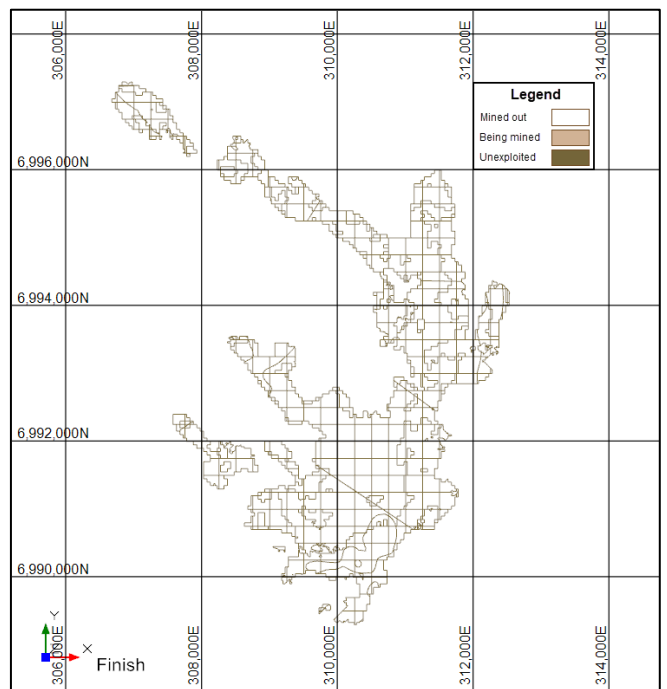 306,000E
308,000E
310,000E
312,000E
314,000E
Legend
Mined out
Being mined
Unexploited
6,996,000N
6,994,000N
6,992,000N
6,990,000N
Y
X
Finish
306,000E
308,000E
310,000E
312,000E
314,000E